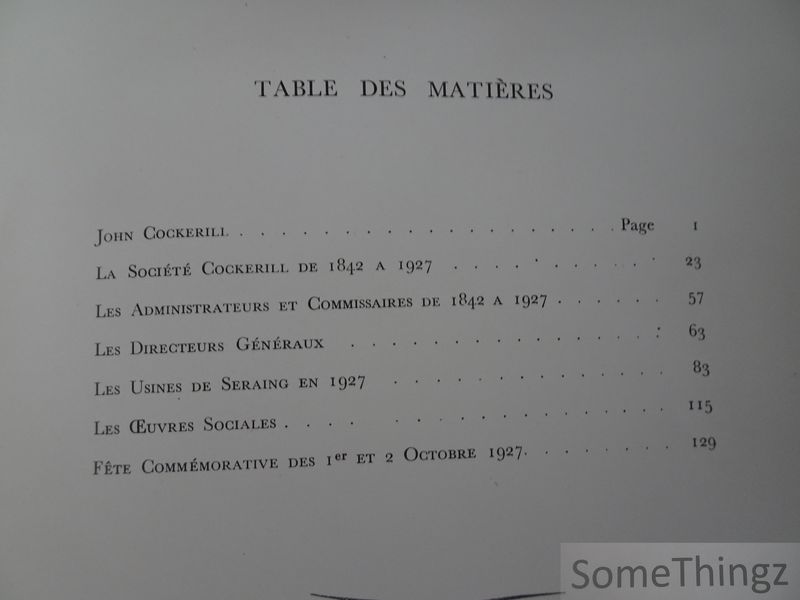 TABLE DES MATIÈRES
JOHN COCKERILL . . . . . . . . . . . . . . . . . . Page 1
LA SOCIÉTÉ COCKERILL DE 1842 A 1927 . . . . . . . . . . 23
LES ADMINISTRATEURS ET COMMISSAIRES DE 1842 A 1927 . . . . . . 57
LES DIRECTEURS GÉNÉRAUX . . . . . . . . . . . . . . 63
LES USINES DE SERAING EN 1927 . . . . . . . . . . . . 83
LES ŒUVRES SOCIALES . . . . . . . . . . . . . . . . 115
FÊTE COMMÉMORATIVE DES 1er ET 2 OCTOBRE 1927. . . . . . . . 129
SomeThingz